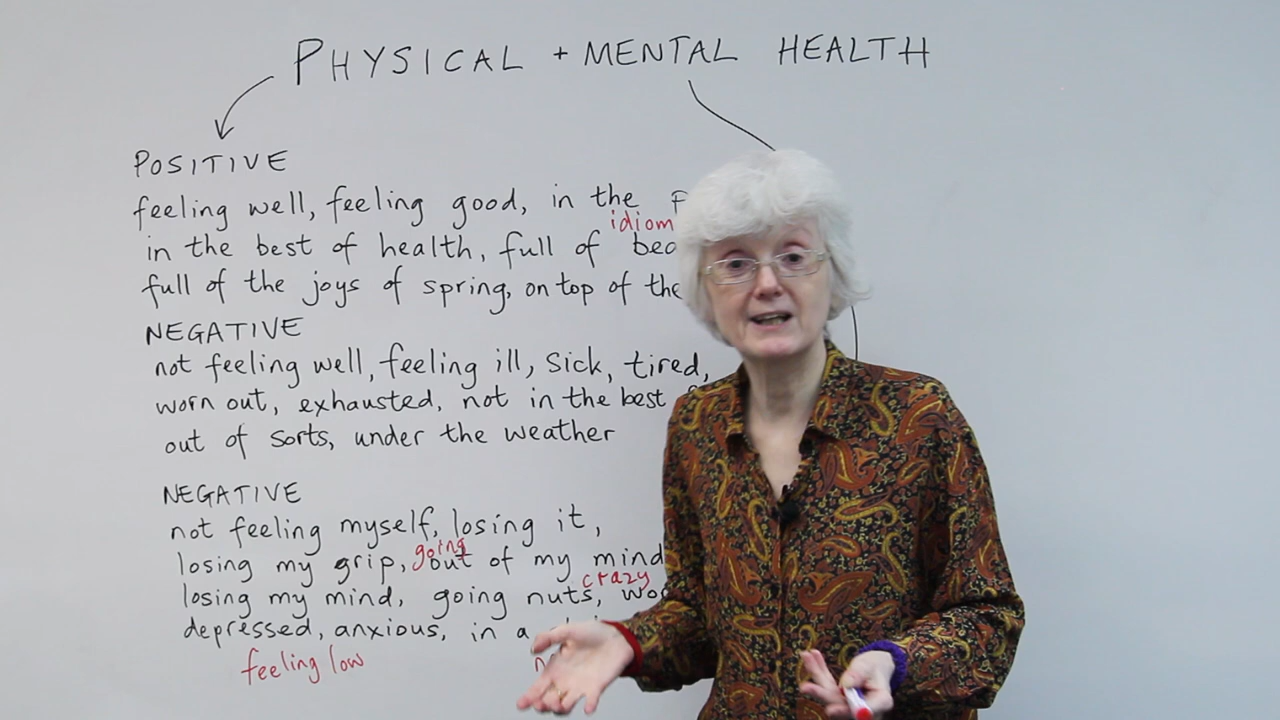 PHYSICAL + MENTAL HEALTH
POSITIVE
feeling well, feeling good, in the
idiom
in the best of health, full of
full of the joys of spring, on top of the
NEGATIVE
not feeling well, feeling ill, sick, tired,
worn out, exhausted, not in the best
out of sorts, under the weather
NEGATIVE
not feeling myself, losing it,
going
losing my grip, out of my mind
crazy
losing my mind, going nuts,
depressed, anxious, in a
feeling low